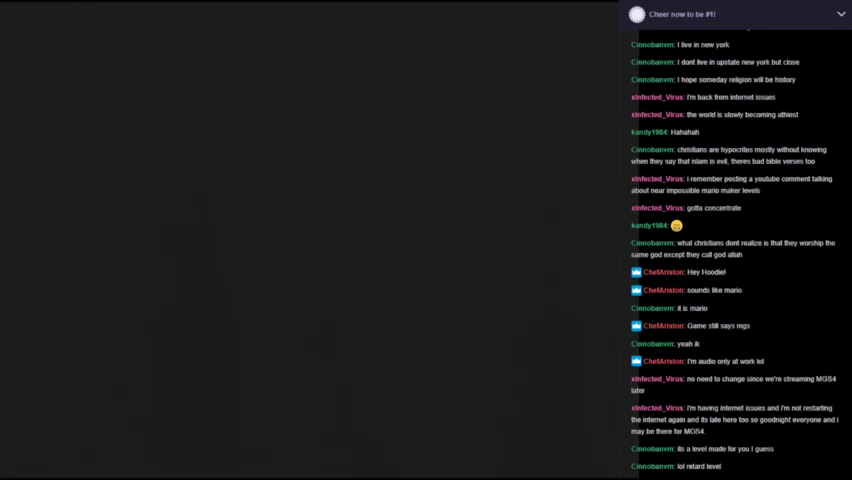 Cheer now to be #1!
Cinnobanvm: I live in new york
Cinnobanvm: I dont live in upstate new york but close
Cinnobanvm: I hope someday religion will be history
xInfected_Virus: i'm back from internet issues
xInfected_Virus: the world is slowly becoming athiest
kandy1984: Hahahah
Cinnobanvm: christians are hypocrites mostly without knowing
when they say that islam is evil, theres bad bible verses too
xInfected_Virus: i remember posting a youtube comment talking
about near impossible mario maker levels
xInfected_Virus: gotta concentrate
kandy1984:
Cinnobanvm: what christians dont realize is that they worship the
same god except they call god allah
ChefAriston: Hey Hoodie!
ChefAriston: sounds like mario
Cinnobanvm: it is mario
ChefAriston: Game still says mgs
Cinnobanvm: yeah ik
ChefAriston: I'm audio only at work lol
xInfected_Virus: no need to change since we're streaming MGS4
later
xInfected_Virus: i'm having internet issues and i'm not restarting
the internet again and its late here too so goodnight everyone and i
may be there for MGS4.
Cinnobanvm: its a level made for you I guess
Cinnobanvm: lol retard level